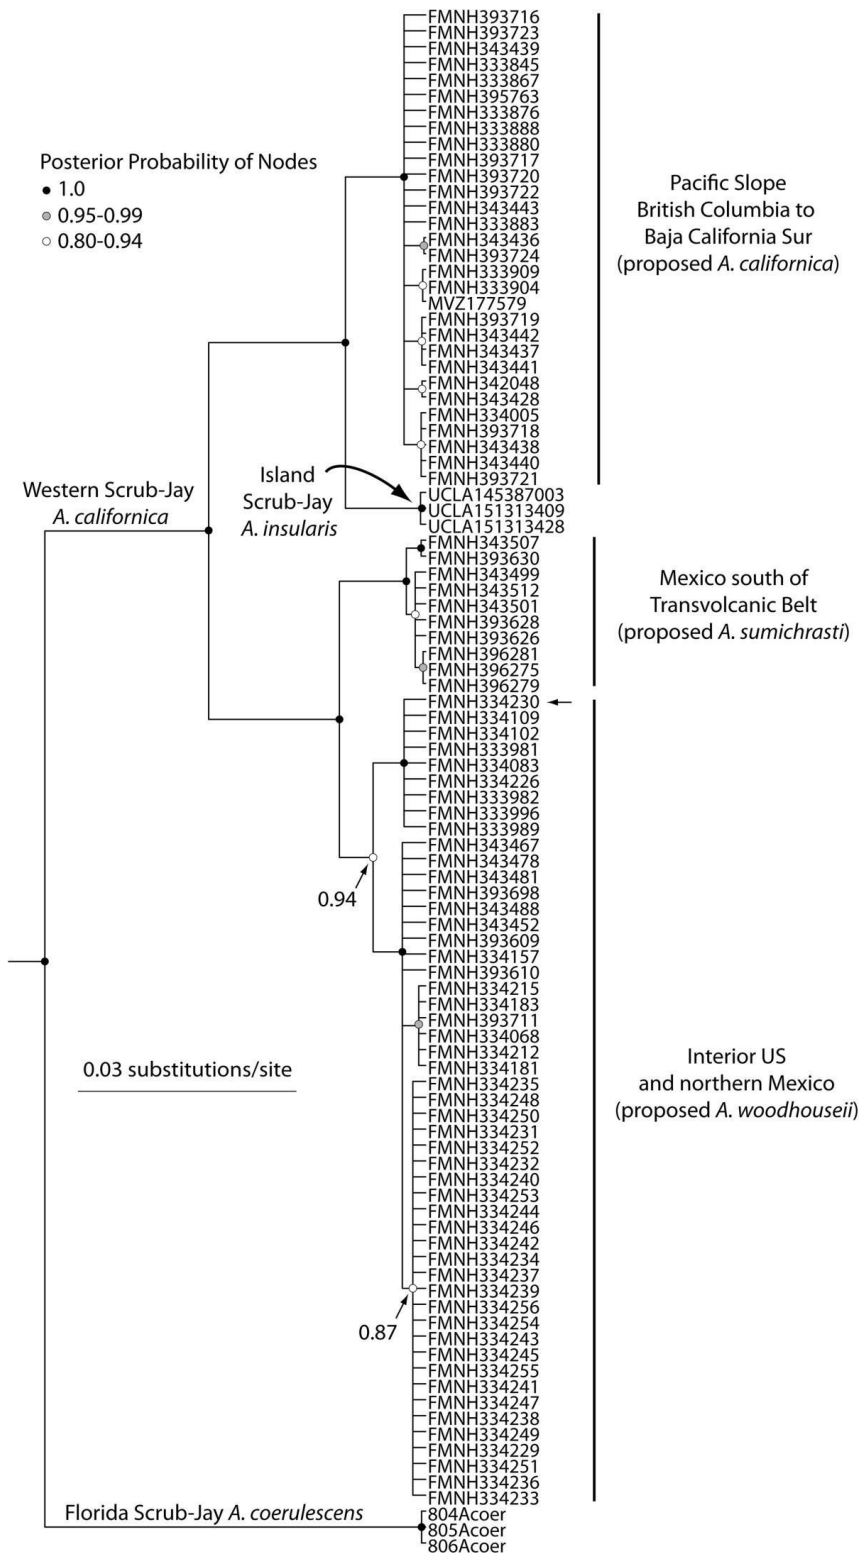 FMNH393716
FMNH393723
FMNH343439
FMNH333845
FMNH333867
FMNH395763
FMNH333876
FMNH333888
FMNH333880
FMNH393717
FMNH393720
FMNH393722
FMNH343443
FMNH333883
FMNH343436
FMNH393724
FMNH333909
FMNH333904
MVZ177579
FMNH393719
FMNH343442
FMNH343437
FMNH343441
FMNH342048
FMNH343428
FMNH334005
FMNH393718
FMNH343438
FMNH343440
FMNH393721
UCLA145387003
UCLA151313409
UCLA151313428
FMNH343507
FMNH393630
FMNH343499
FMNH343512
FMNH343501
FMNH393628
FMNH393626
FMNH396281
FMNH396275
FMNH396279
FMNH334230
FMNH334109
FMNH334102
FMNH333981
FMNH334083
FMNH334226
FMNH333982
FMNH333996
FMNH333989
FMNH343467
FMNH343478
FMNH343481
FMNH393698
FMNH343488
FMNH343452
FMNH393609
FMNH334157
FMNH393610
FMNH334215
FMNH334183
FMNH393711
FMNH334068
FMNH334212
FMNH334181
FMNH334235
FMNH334248
FMNH334250
FMNH334231
FMNH334252
FMNH334232
FMNH334240
FMNH334253
FMNH334244
FMNH334246
FMNH334242
FMNH334234
FMNH334237
FMNH334239
FMNH334256
FMNH334254
FMNH334243
FMNH334245
FMNH334255
FMNH334241
FMNH334247
FMNH334238
FMNH334249
FMNH334229
FMNH334251
FMNH334236
FMNH334233
804Acoer
805Acoer
806Acoer
Posterior Probability of Nodes
1.0
0.95-0.99
0.80-0.94
Western Scrub-Jay
A. californica
Island
Scrub-Jay
A. insularis
0.94
0.03 substitutions/site
0.87
Florida Scrub-Jay A. coerulescens
Pacific Slope
British Columbia to
Baja California Sur
(proposed A. californica)
Mexico south of
Transvolcanic Belt
(proposed A. sumichrasti)
Interior US
and northern Mexico
(proposed A. woodhouseii)